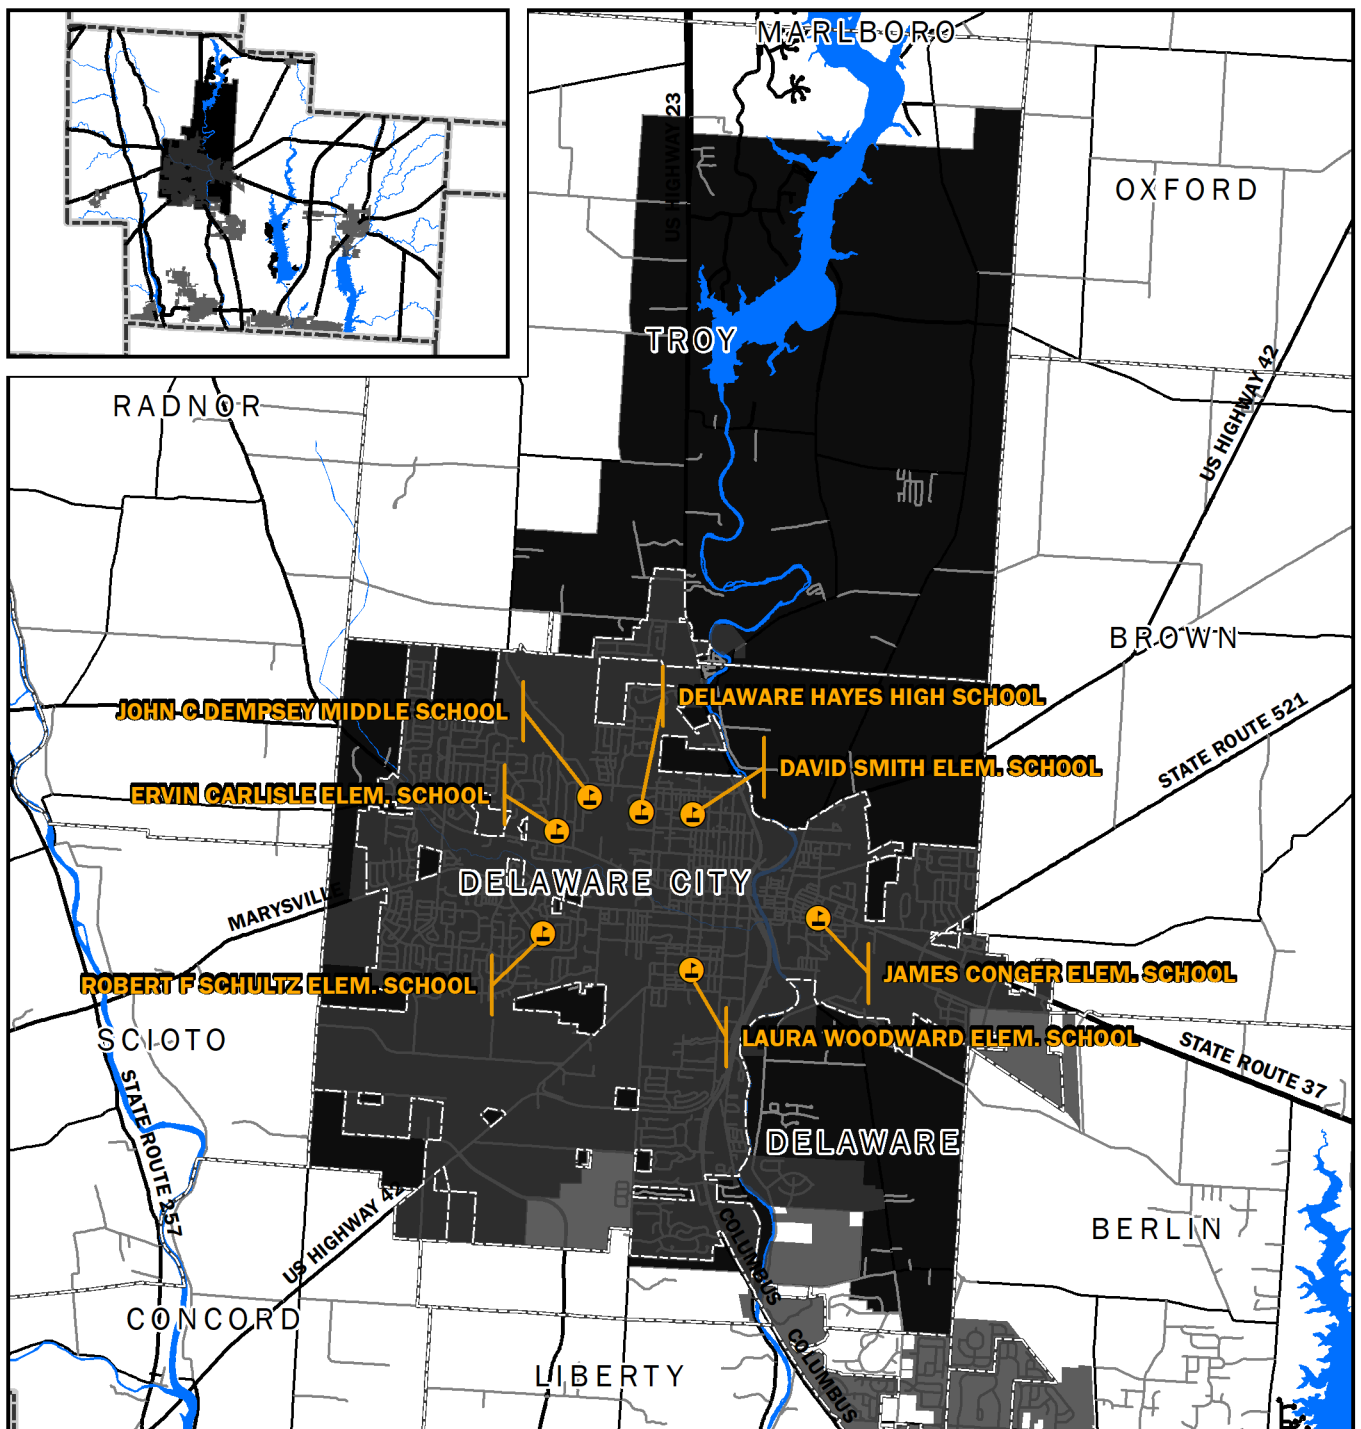 MARLBORO
US HIGHWAY 23
OXFORD
TROY
US HIGHWAY 42
RADNOR
BROWN
STATE ROUTE 521
DELAWARE HAYES HIGH SCHOOL
JOHN C DEMPSEY MIDDLE SCHOOL
DAVID SMITH ELEM. SCHOOL
ERVIN CARLISLE ELEM. SCHOOL
DELAWARE CITY
MARYSVILLE
JAMES CONGER ELEM. SCHOOL
ROBERT F SCHULTZ ELEM. SCHOOL
LAURA WOODWARD ELEM. SCHOOL
SCIOTO
STATE ROUTE 37
STATE ROUTE 257
DELAWARE
US HIGHWAY 42
COLUMBUS
BERLIN
CONCORD
COLUMBUS
LIBERTY